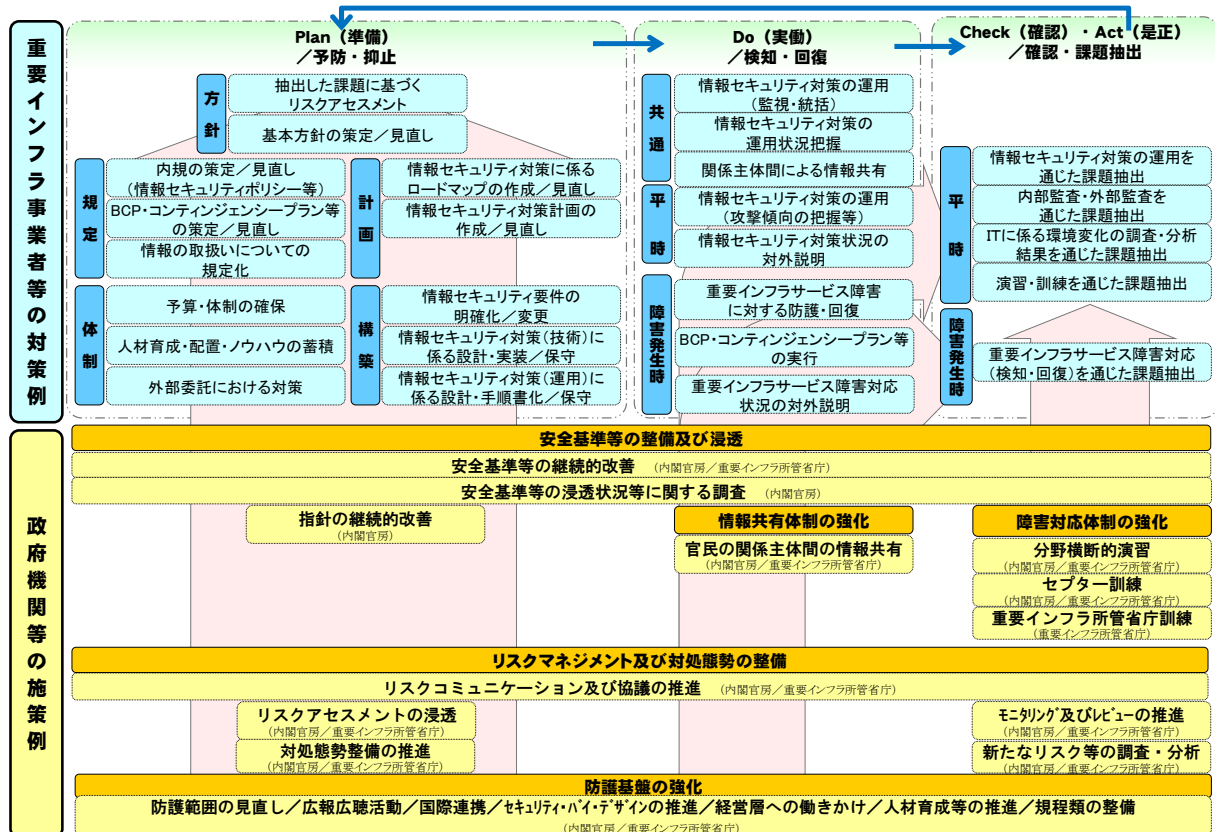 重要インフラ事業者等の対策例
Plan（準備）
／予防・抑止
方針
抽出した課題に基づく
リスクアセスメント
基本方針の策定／見直し
規定
内規の策定／見直し
(情報セキュリティポリシー等)
BCP・コンティンジェンシープラン等
の策定／見直し
情報の取扱いについての
規定化
計画
情報セキュリティ対策に係る
ロードマップの作成／見直し
情報セキュリティ対策計画の
作成／見直し
体制
予算・体制の確保
人材育成・配置・ノウハウの蓄積
外部委託における対策
構築
情報セキュリティ要件の
明確化／変更
情報セキュリティ対策(技術)に
係る設計・実装／保守
情報セキュリティ対策(運用)に
係る設計・手順書化／保守
Do（実働）
／検知・回復
共通
情報セキュリティ対策の運用
(監視・統括)
情報セキュリティ対策の
運用状況把握
関係主体間による情報共有
平時
情報セキュリティ対策の運用
(攻撃傾向の把握等)
情報セキュリティ対策状況の
対外説明
障害発生時
重要インフラサービス障害
に対する防護・回復
BCP・コンティンジェンシープラン等
の実行
重要インフラサービス障害対応
状況の対外説明
Check（確認）・Act（是正）
／確認・課題抽出
平時
情報セキュリティ対策の運用を
通じた課題抽出
内部監査・外部監査を
通じた課題抽出
ITに係る環境変化の調査・分析
結果を通じた課題抽出
演習・訓練を通じた課題抽出
障害発生時
重要インフラサービス障害対応
(検知・回復)を通じた課題抽出
政府機関等の施策例
安全基準等の整備及び浸透
安全基準等の継続的改善 (内閣官房／重要インフラ所管省庁)
安全基準等の浸透状況等に関する調査 (内閣官房)
指針の継続的改善
(内閣官房)
情報共有体制の強化
官民の関係主体間の情報共有
(内閣官房／重要インフラ所管省庁)
障害対応体制の強化
分野横断的演習
(内閣官房／重要インフラ所管省庁)
セプター訓練
(内閣官房／重要インフラ所管省庁)
重要インフラ所管省庁訓練
(重要インフラ所管省庁)
リスクマネジメント及び対処態勢の整備
リスクコミュニケーション及び協議の推進 (内閣官房／重要インフラ所管省庁)
リスクアセスメントの浸透
(内閣官房／重要インフラ所管省庁)
対処態勢整備の推進
(内閣官房／重要インフラ所管省庁)
ﾓﾆﾀﾘﾝｸﾞ及びﾚﾋﾞｭｰの推進
(内閣官房／重要インフラ所管省庁)
新たなリスク等の調査・分析
(内閣官房／重要インフラ所管省庁)
防護基盤の強化
防護範囲の見直し／広報広聴活動／国際連携／ｾｷｭﾘﾃｨ･ﾊﾞｲ･ﾃﾞｻﾞｲﾝの推進／経営層への働きかけ／人材育成等の推進／規程類の整備
(内閣官房／重要インフラ所管省庁)